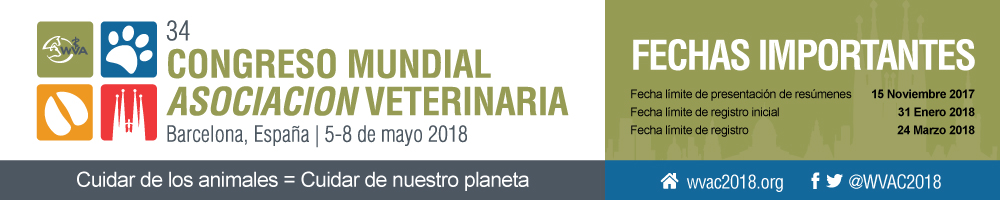 WVA
34
CONGRESO MUNDIAL
ASOCIACION VETERINARIA
Barcelona, España | 5-8 de mayo 2018
Cuidar de los animales = Cuidar de nuestro planeta
FECHAS IMPORTANTES
Fecha límite de presentación de resúmenes 15 Noviembre 2017
Fecha límite de registro inicial 31 Enero 2018
Fecha límite de registro 24 Marzo 2018
wvac2018.org @WVAC2018